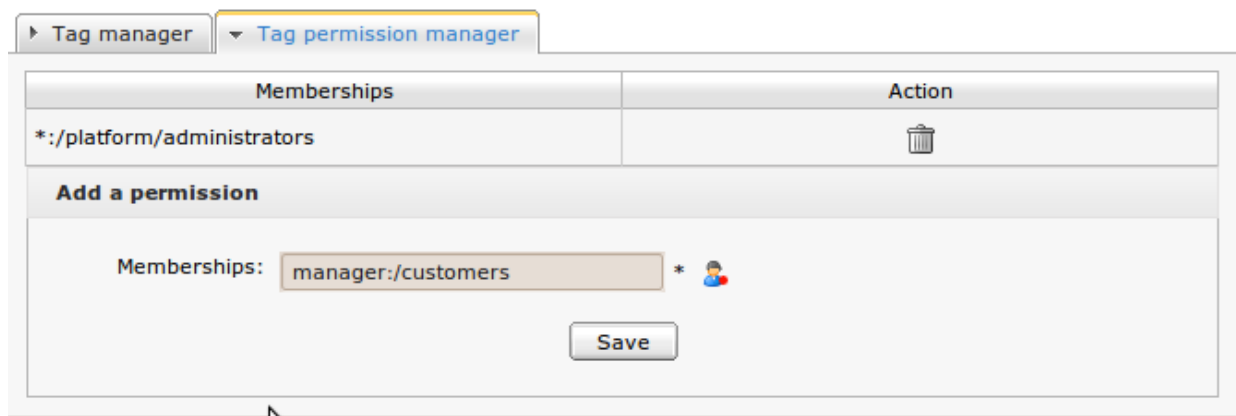 Tag manager Tag permission manager
Memberships Action
*:/platform/administrators
Add a permission
Memberships: manager:/customers *
Save